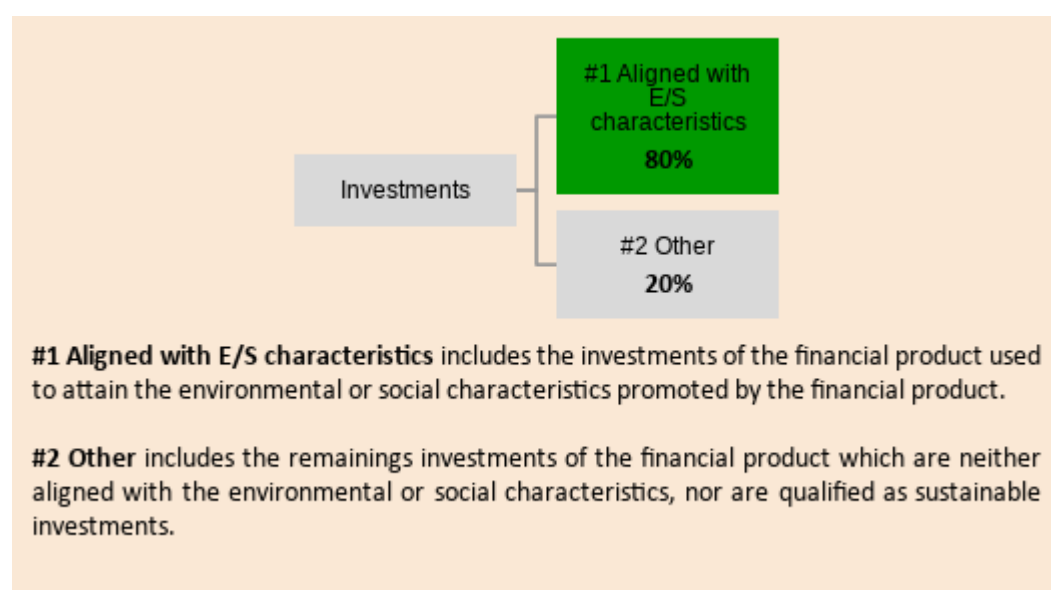 #1 Aligned with
E/S
characteristics
80%
Investments
#2 Other
20%
#1 Aligned with E/S characteristics includes the investments of the financial product used
to attain the environmental or social characteristics promoted by the financial product.
#2 Other includes the remainings investments of the financial product which are neither
aligned with the environmental or social characteristics, nor are qualified as sustainable
investments.